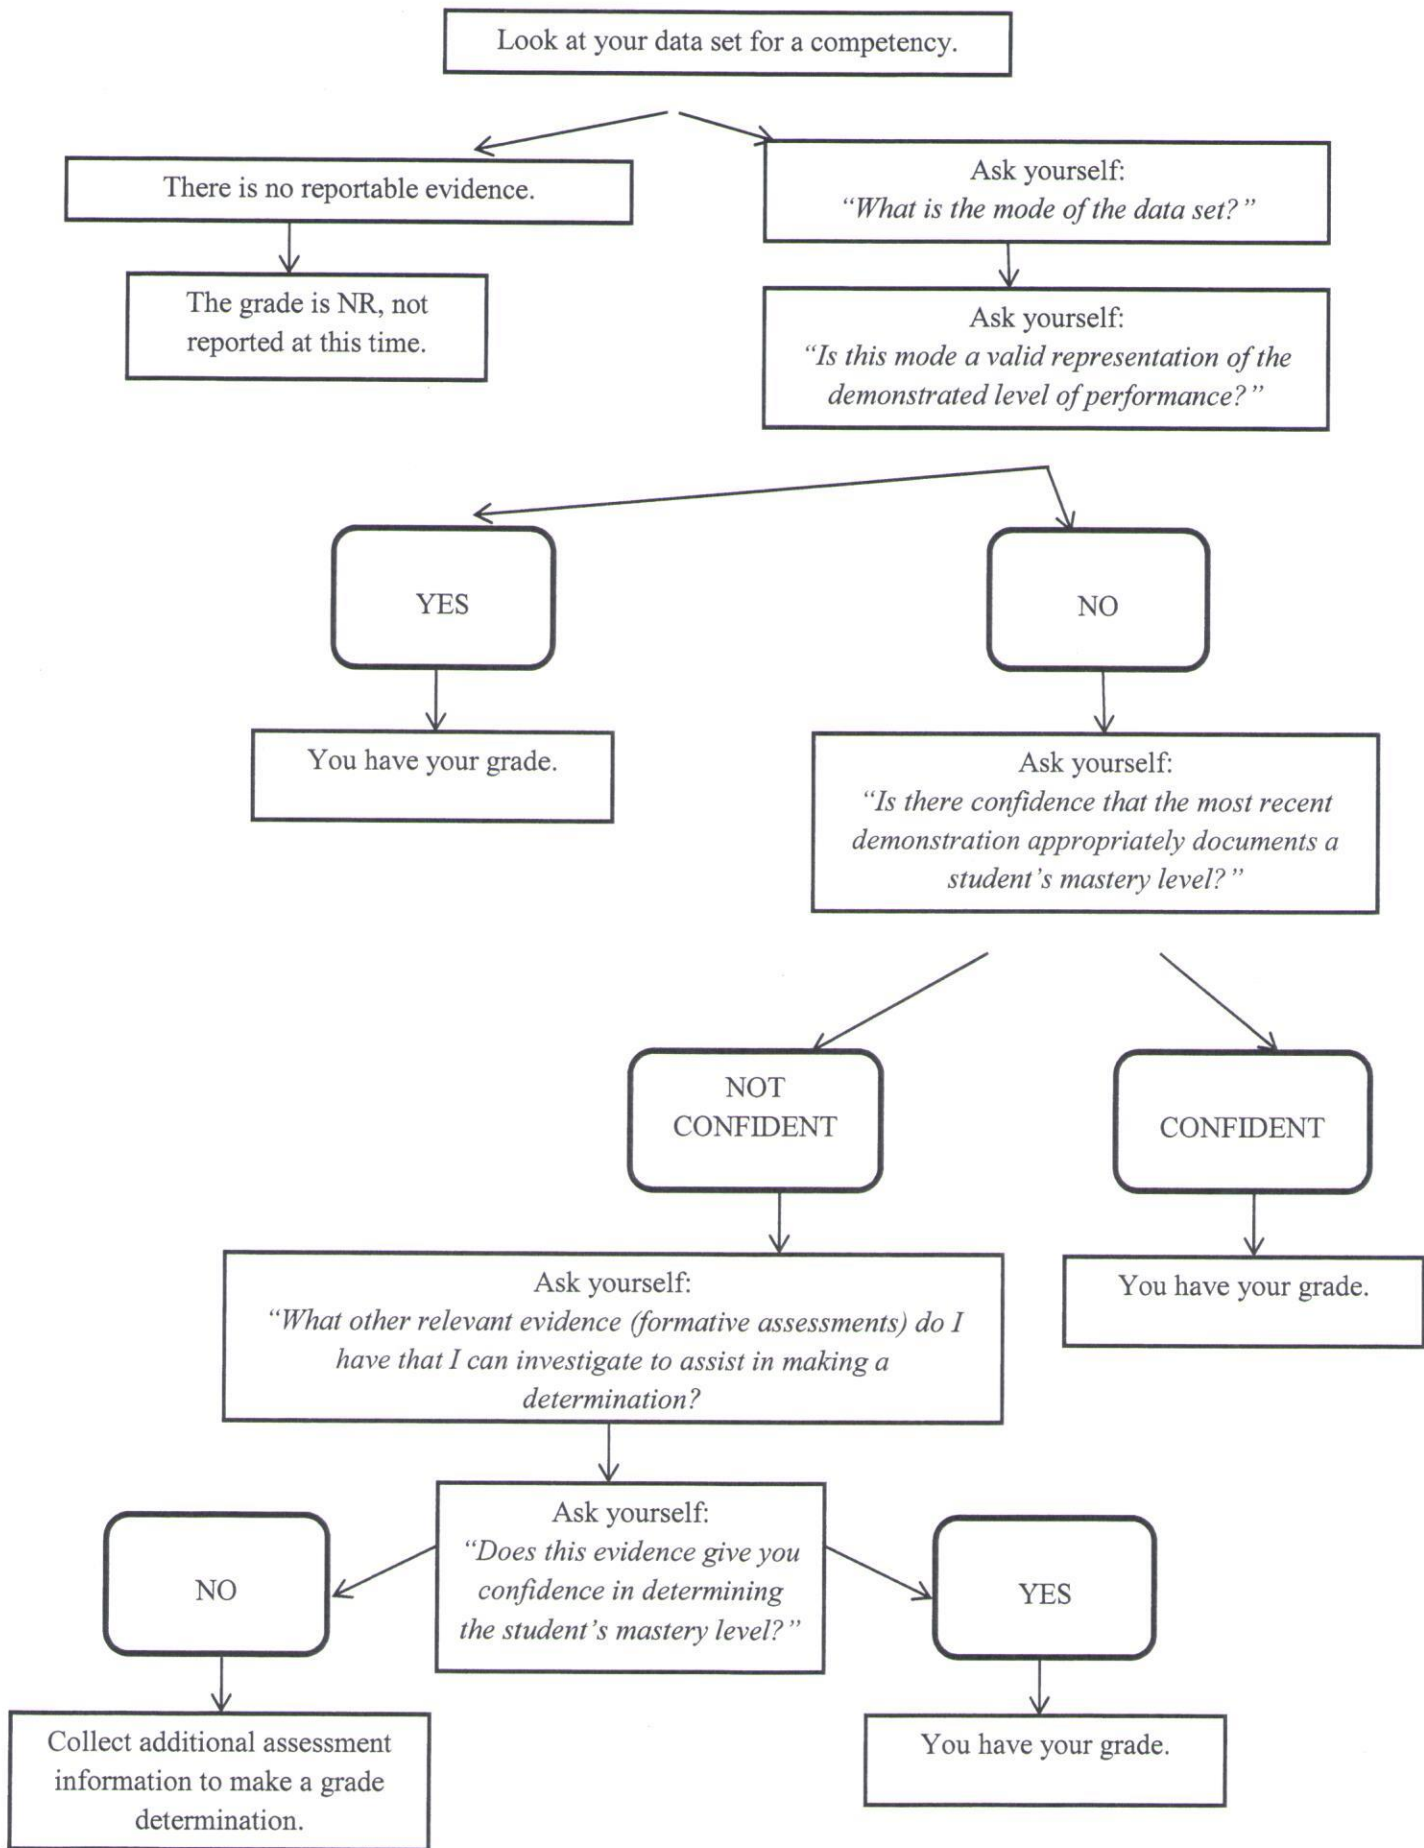 Look at your data set for a competency.
There is no reportable evidence.
Ask yourself:
“What is the mode of the data set?”
The grade is NR, not
reported at this time.
Ask yourself:
“Is this mode a valid representation of the
demonstrated level of performance?”
YES
NO
You have your grade.
Ask yourself:
“Is there confidence that the most recent
demonstration appropriately documents a
student’s mastery level?”
NOT
CONFIDENT
CONFIDENT
Ask yourself:
“What other relevant evidence (formative assessments) do I
have that I can investigate to assist in making a
determination?
You have your grade.
Ask yourself:
“Does this evidence give you
confidence in determining
the student’s mastery level?”
NO
YES
Collect additional assessment
information to make a grade
determination.
You have your grade.